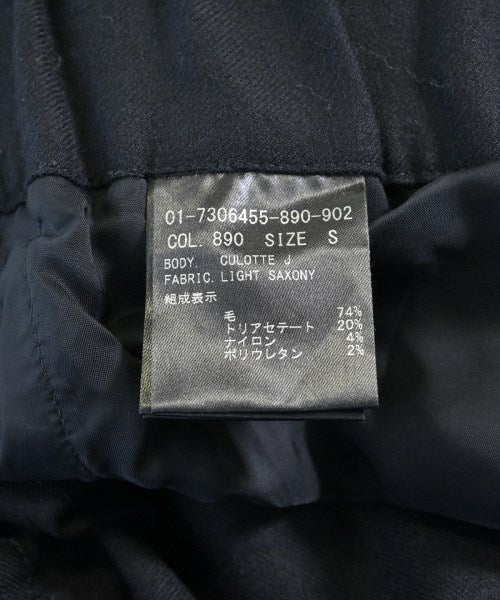 01-7306455-890-902
COL. 890 SIZE S
BODY. CULOTTE J
FABRIC. LIGHT SAXONY
組成表示
毛 74%
トリアセテート 20%
ナイロン 4%
ポリウレタン 2%